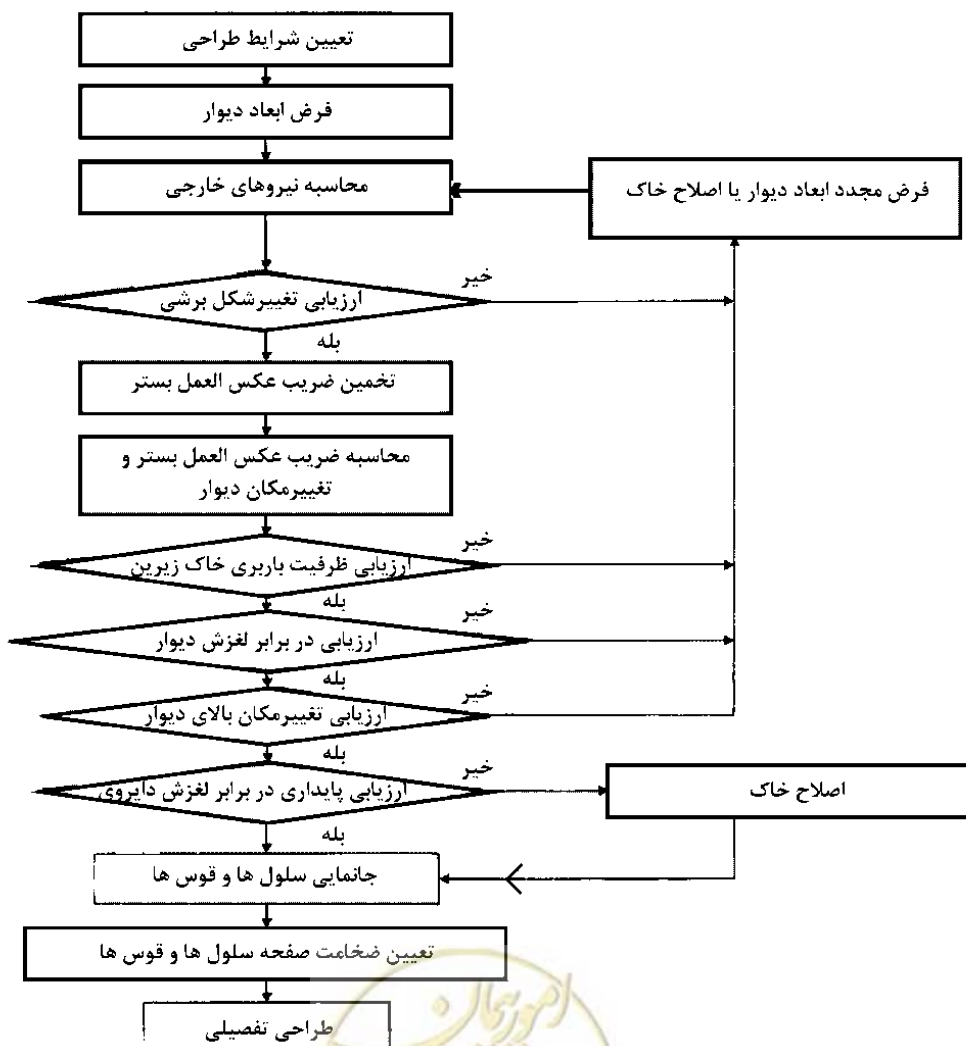 تعیین شرایط طراحی
فرض ابعاد دیوار
محاسبه نیروهای خارجی
فرض مجدد ابعاد دیوار یا اصلاح خاک
خیر
ارزیابی تغییرشکل برشی
بله
تخمین ضریب عکس العمل بستر
محاسبه ضریب عکس العمل بستر و
تغییرمکان دیوار
خیر
ارزیابی ظرفیت باربری خاک زیرین
بله
خیر
ارزیابی در برابر لغزش دیوار
بله
خیر
ارزیابی تغییرمکان بالای دیوار
بله
خیر
ارزیابی پایداری در برابر لغزش دایروی
اصلاح خاک
بله
جانمایی سلول ها و قوس ها
تعیین ضخامت صفحه سلول ها و قوس ها
طراحی تفصیلی